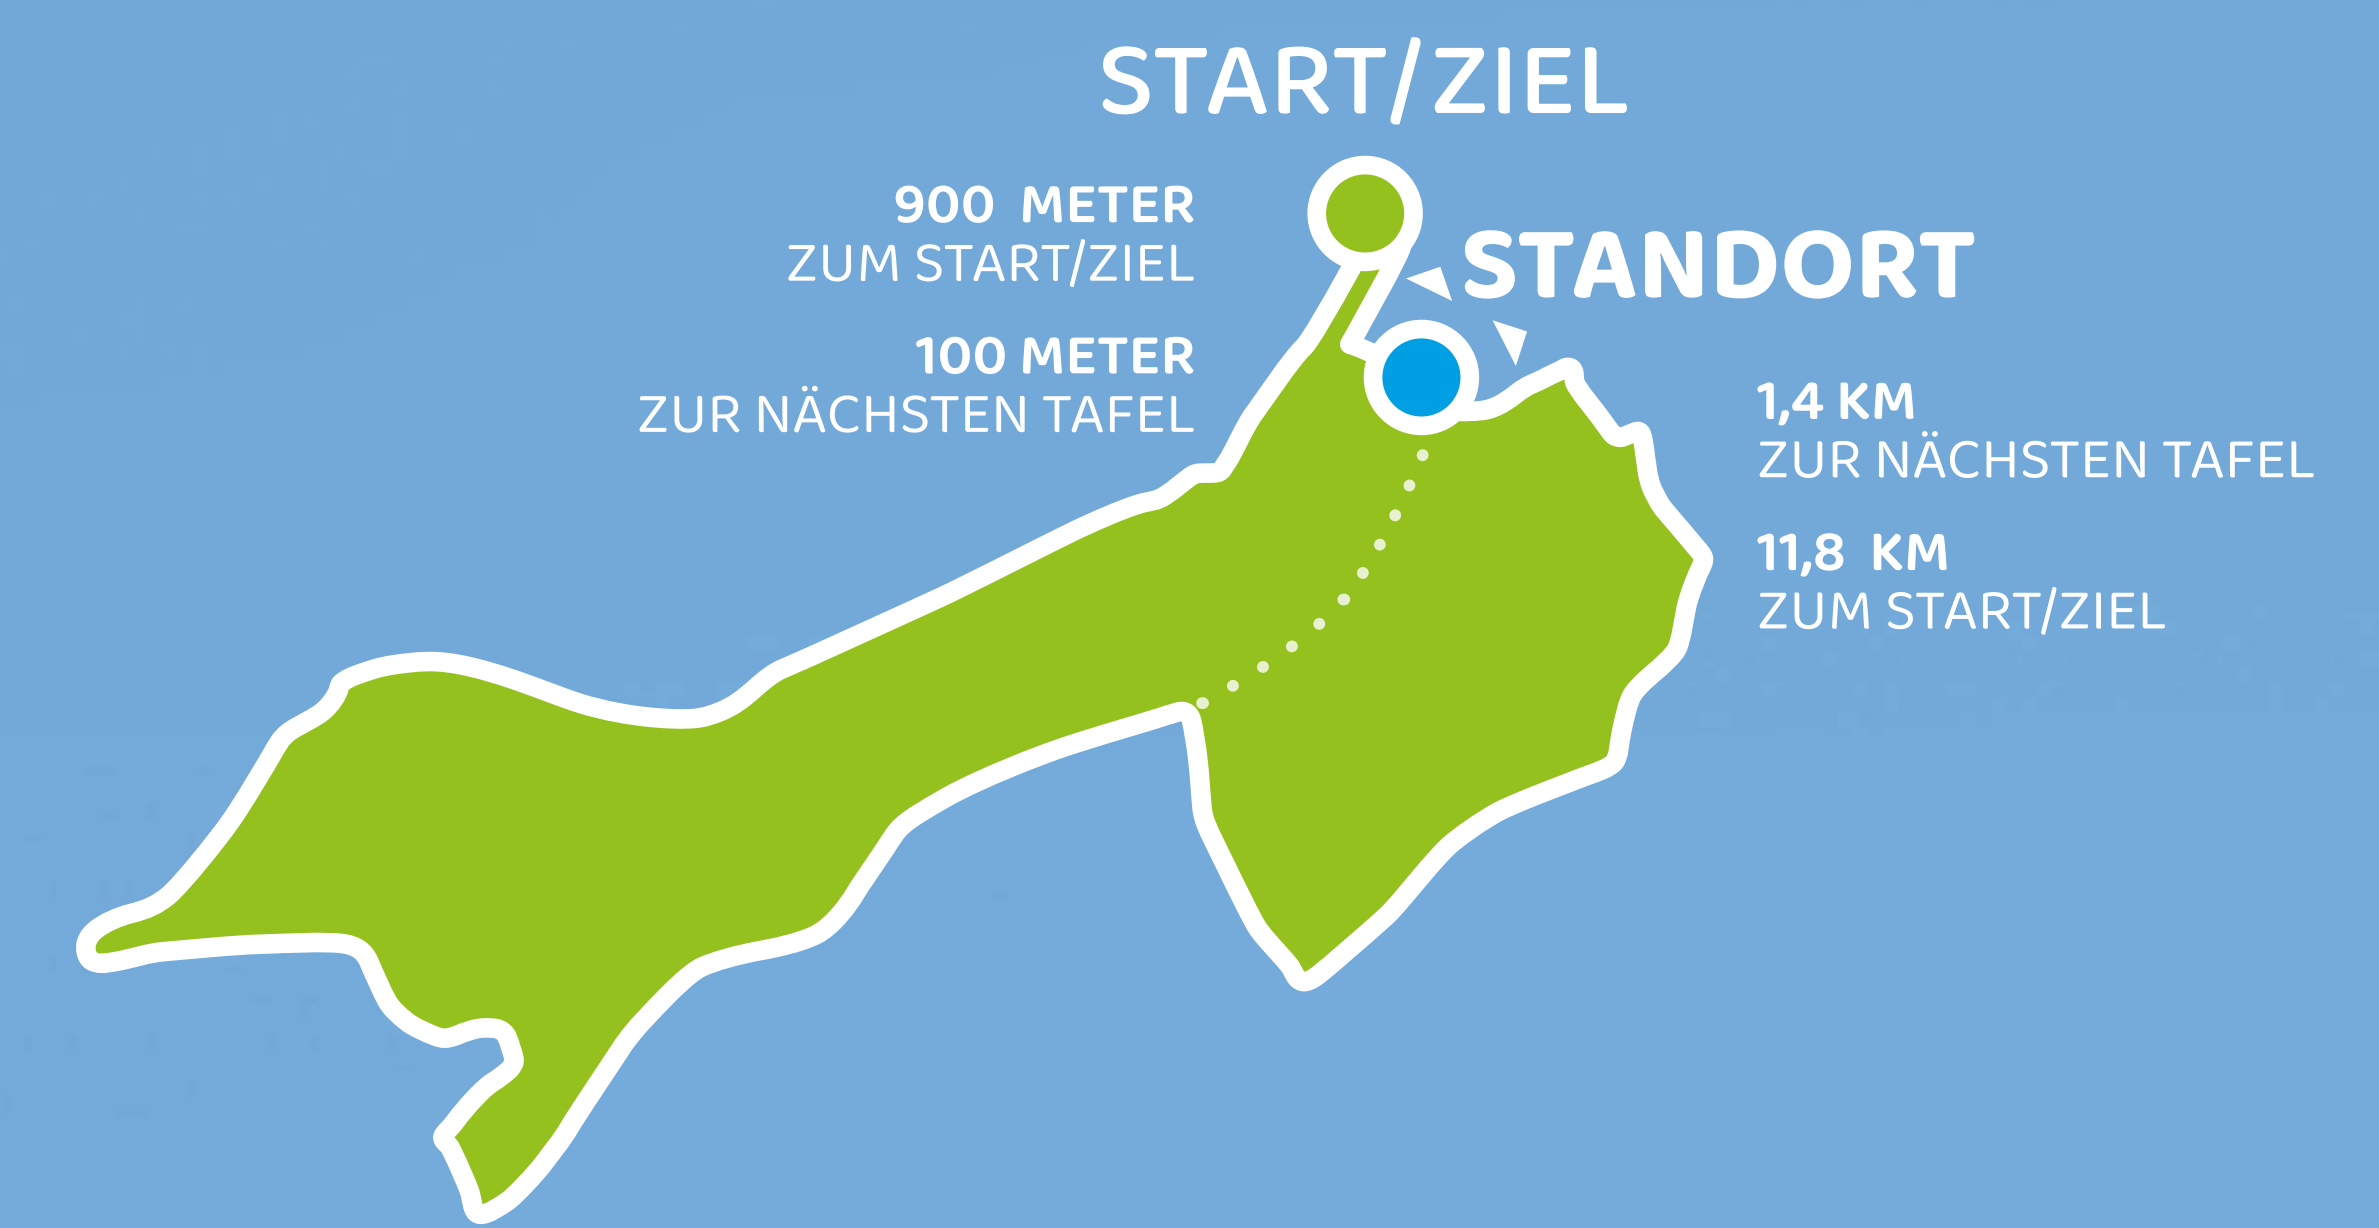 START/ZIEL
900 METER
ZUM START/ZIEL
100 METER
ZUR NÄCHSTEN TAFEL
STANDORT
1,4 KM
ZUR NÄCHSTEN TAFEL
11,8 KM
ZUM START/ZIEL